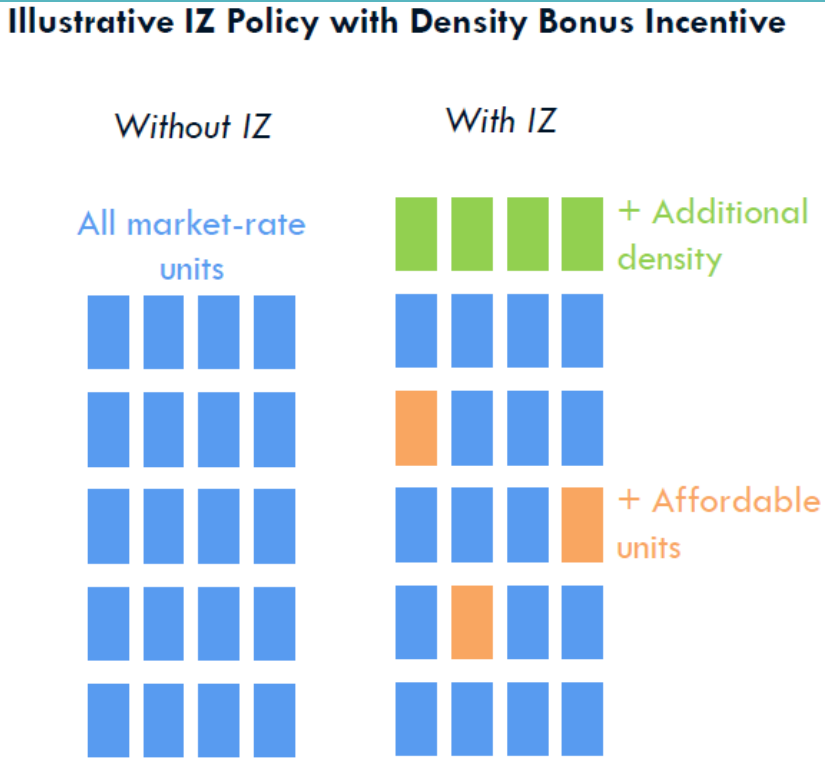 Illustrative IZ Policy with Density Bonus Incentive
Without IZ
With IZ
All market-rate
units
+ Additional
density
+ Affordable
units